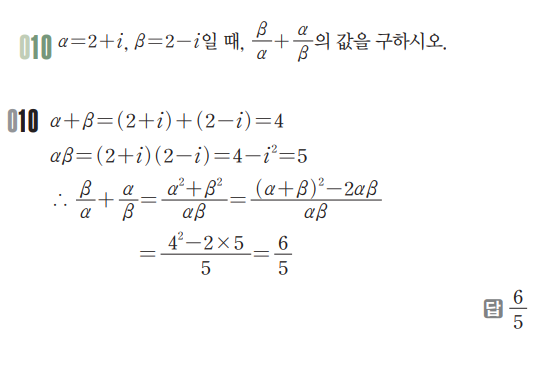 010 α=2+i, β=2−i일 때, β/α + α/β의 값을 구하시오.
010 α+β=(2+i)+(2−i)=4
αβ=(2+i)(2−i)=4−i²=5
∴ β/α + α/β = (α²+β²)/αβ = ((α+β)²−2αβ)/αβ
= (4²−2×5)/5 = 6/5
답 6/5